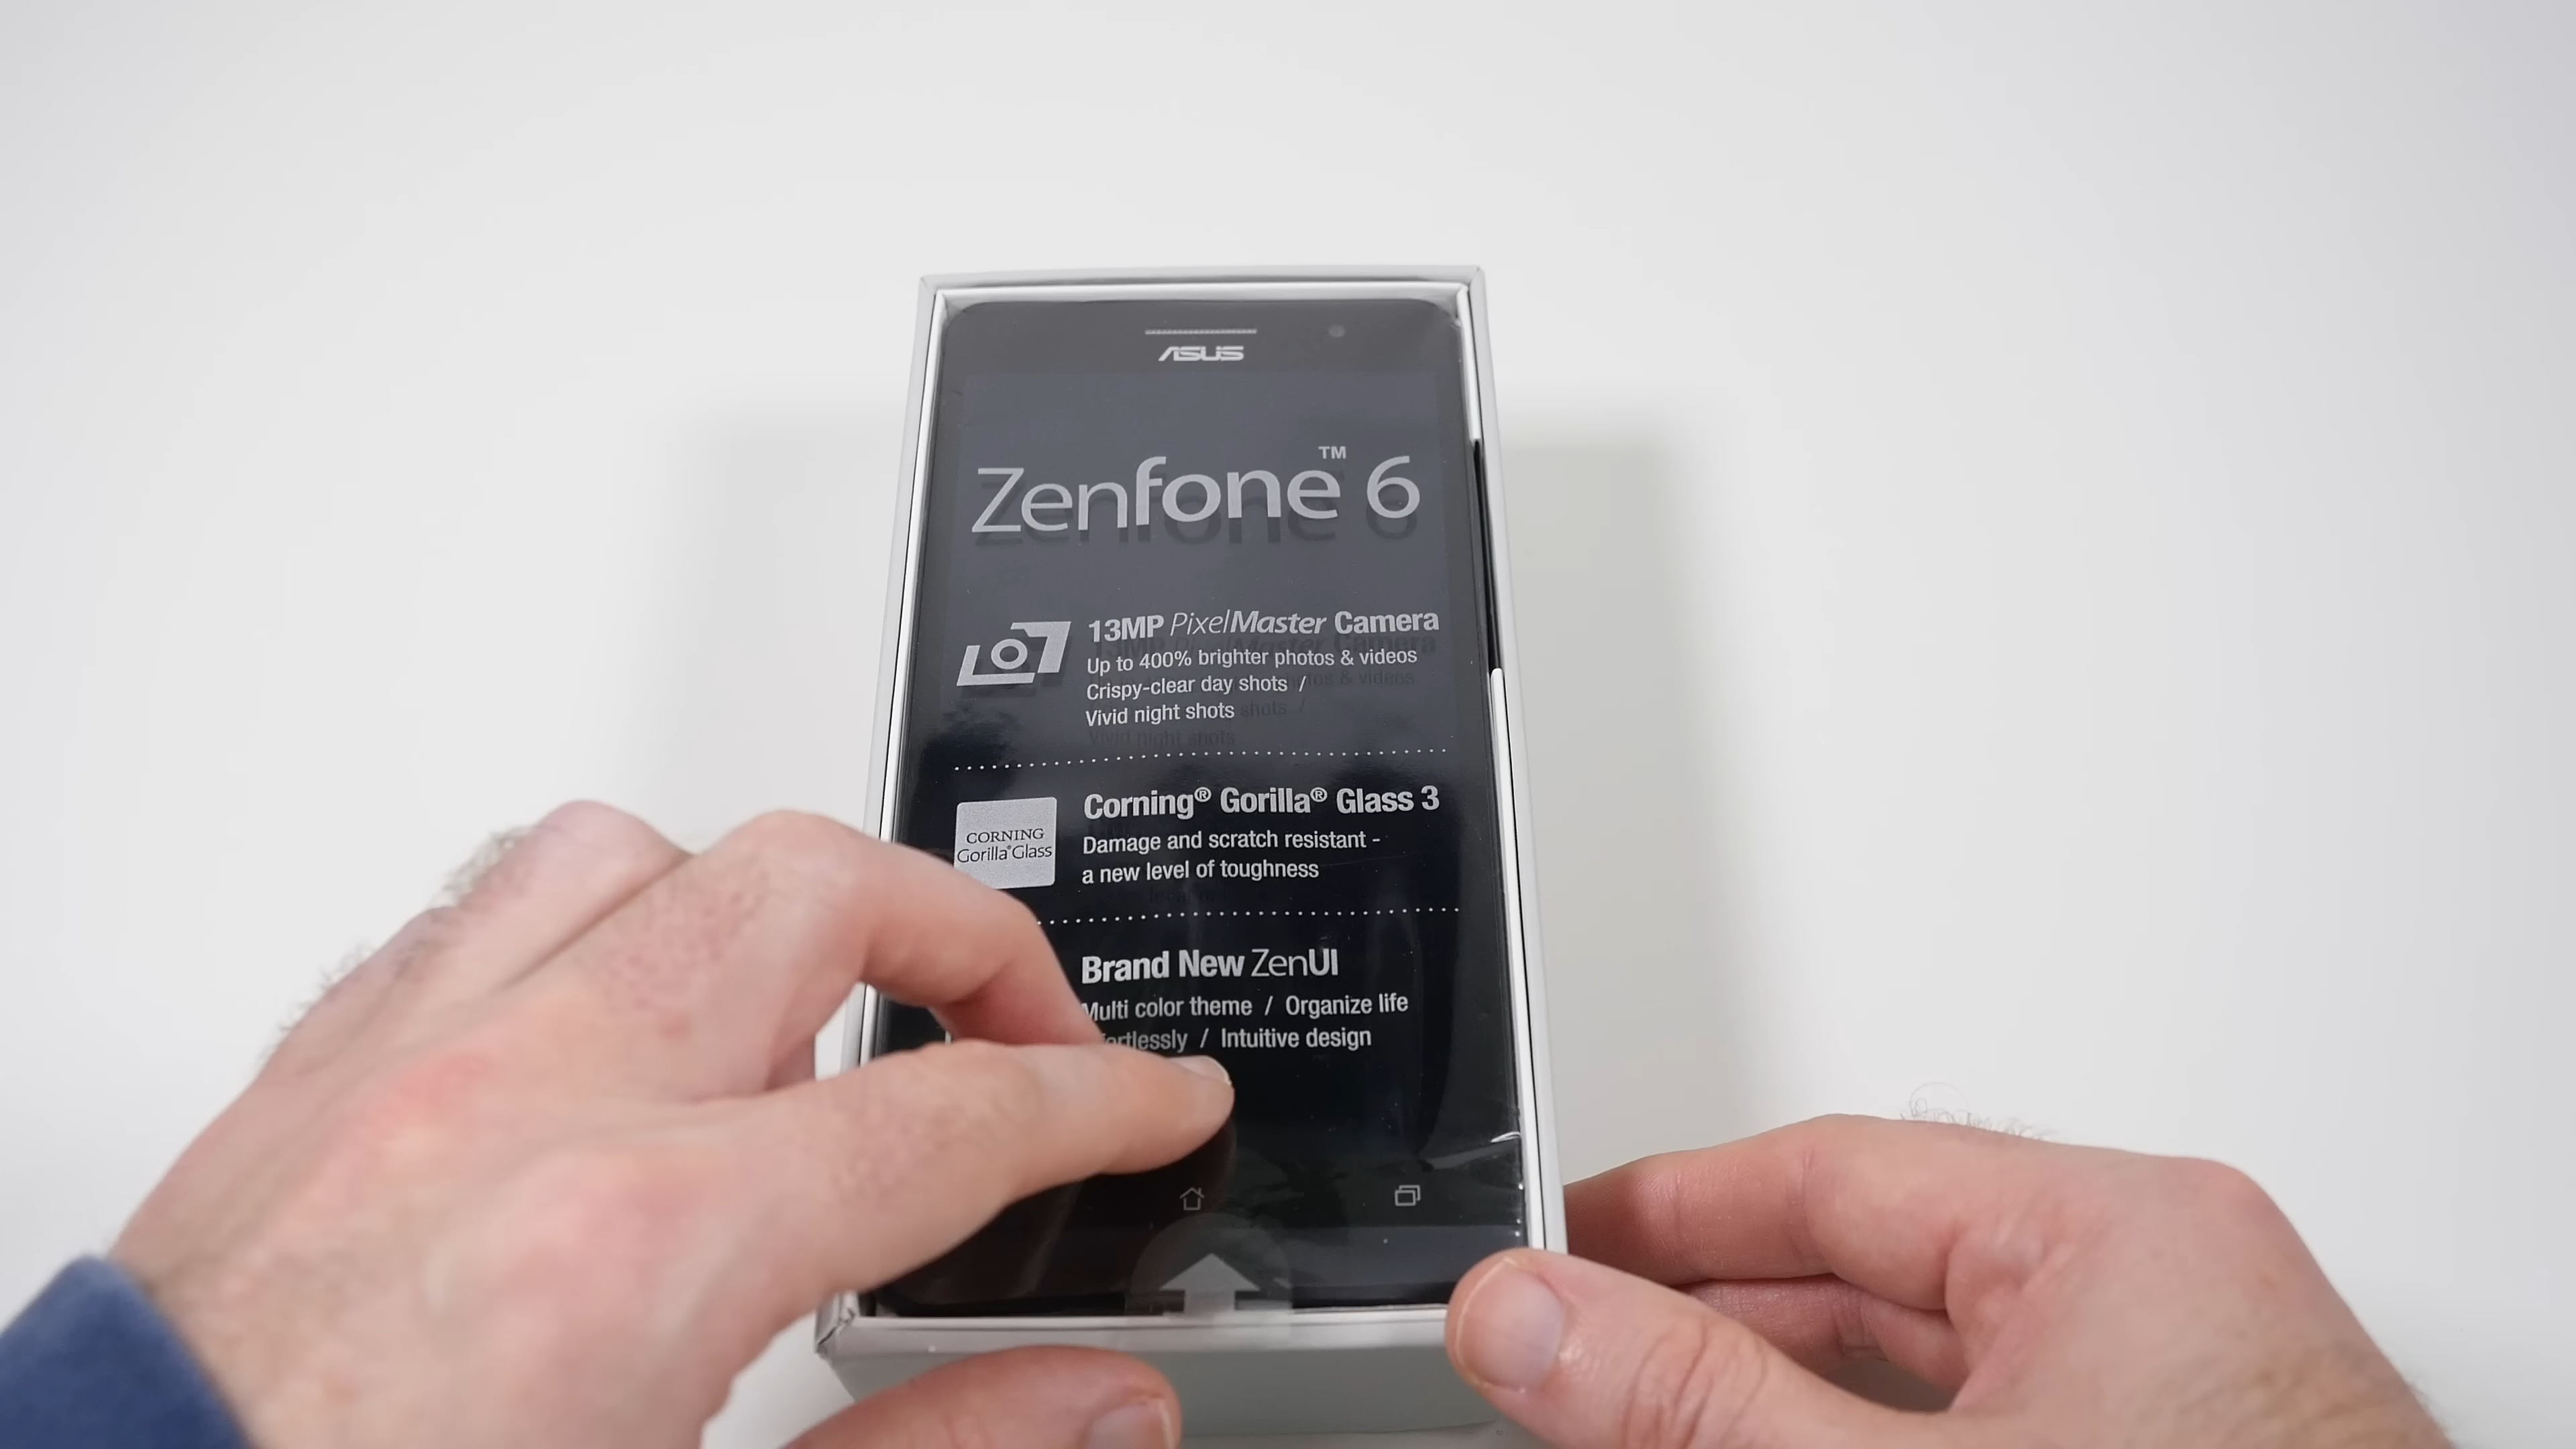 ASUS
Zenfone™ 6
13MP PixelMaster Camera
Up to 400% brighter photos & videos
Crispy-clear day shots /
Vivid night shots
CORNING
Gorilla® Glass
Corning® Gorilla® Glass 3
Damage and scratch resistant -
a new level of toughness
Brand New ZenUI
Multi color theme / Organize life
ortlessly / Intuitive design